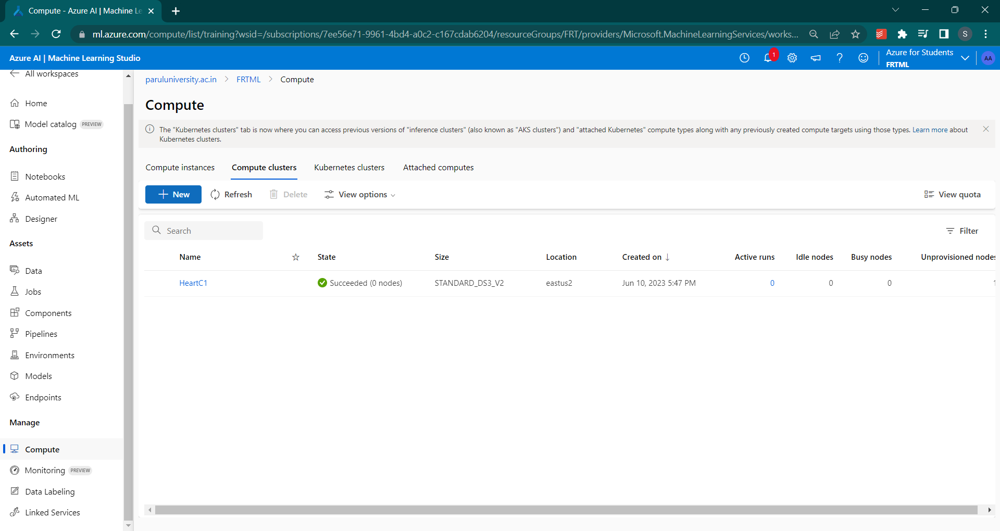 Compute - Azure AI | Machine Le
ml.azure.com/compute/list/training?wsid=/subscriptions/7ee56e71-9961-4bd4-a0c2-c167cdab6204/resourceGroups/FRT/providers/Microsoft.MachineLearningServices/works...
S
Azure AI | Machine Learning Studio
1
Azure for Students
FRTML
AA
All workspaces
Home
Model catalog PREVIEW
Authoring
Notebooks
Automated ML
Designer
Assets
Data
Jobs
Components
Pipelines
Environments
Models
Endpoints
Manage
Compute
Monitoring PREVIEW
Data Labeling
Linked Services
paruluniversity.ac.in > FRTML > Compute
Compute
The "Kubernetes clusters" tab is now where you can access previous versions of "inference clusters" (also known as "AKS clusters") and "attached Kubernetes" compute types along with any previously created compute targets using those types. Learn more about
Kubernetes clusters.
Compute instances Compute clusters Kubernetes clusters Attached computes
New Refresh Delete View options View quota
Search Filter
Name State Size Location Created on ↓ Active runs Idle nodes Busy nodes Unprovisioned nodes
HeartC1 Succeeded (0 nodes) STANDARD_DS3_V2 eastus2 Jun 10, 2023 5:47 PM 0 0 0 1